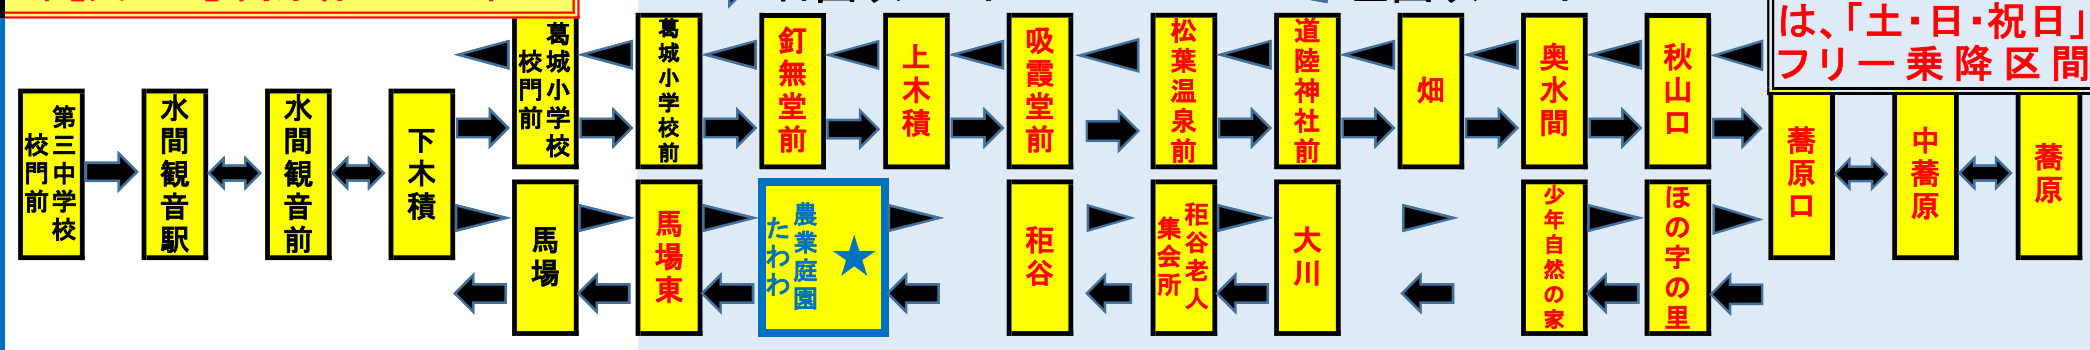 は、「土・日・祝日」
フリー乗降区間
第三中学校
校門前
水間観音駅
水間観音前
下木積
葛城小学校
校門前
葛城小学校前
釘無堂前
上木積
吸霞堂前
松葉温泉前
道陸神社前
畑
奥水間
秋山口
蕎原口
中蕎原
蕎原
馬場
馬場東
農業庭園
たわわ
★
秬谷
秬谷老人
集会所
大川
少年自然の家
ほの字の里